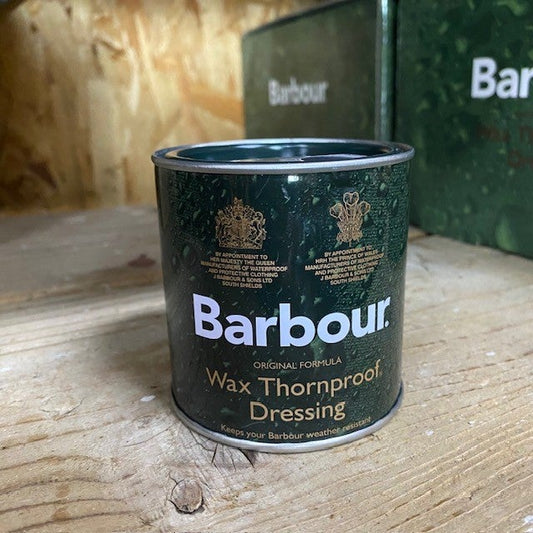 Barbour
Bar
BY APPOINTMENT TO
HER MAJESTY THE QUEEN
MANUFACTURERS OF WATERPROOF
AND PROTECTIVE CLOTHING
J BARBOUR & SONS LTD
SOUTH SHIELDS
BY APPOINTMENT TO
HRH THE PRINCE OF WALES
MANUFACTURERS OF WATERPROOF
AND PROTECTIVE CLOTHING
J BARBOUR & SONS LTD
SOUTH SHIELDS
Barbour.
ORIGINAL FORMULA
Wax Thornproof
Dressing
Keeps your Barbour weather resistant